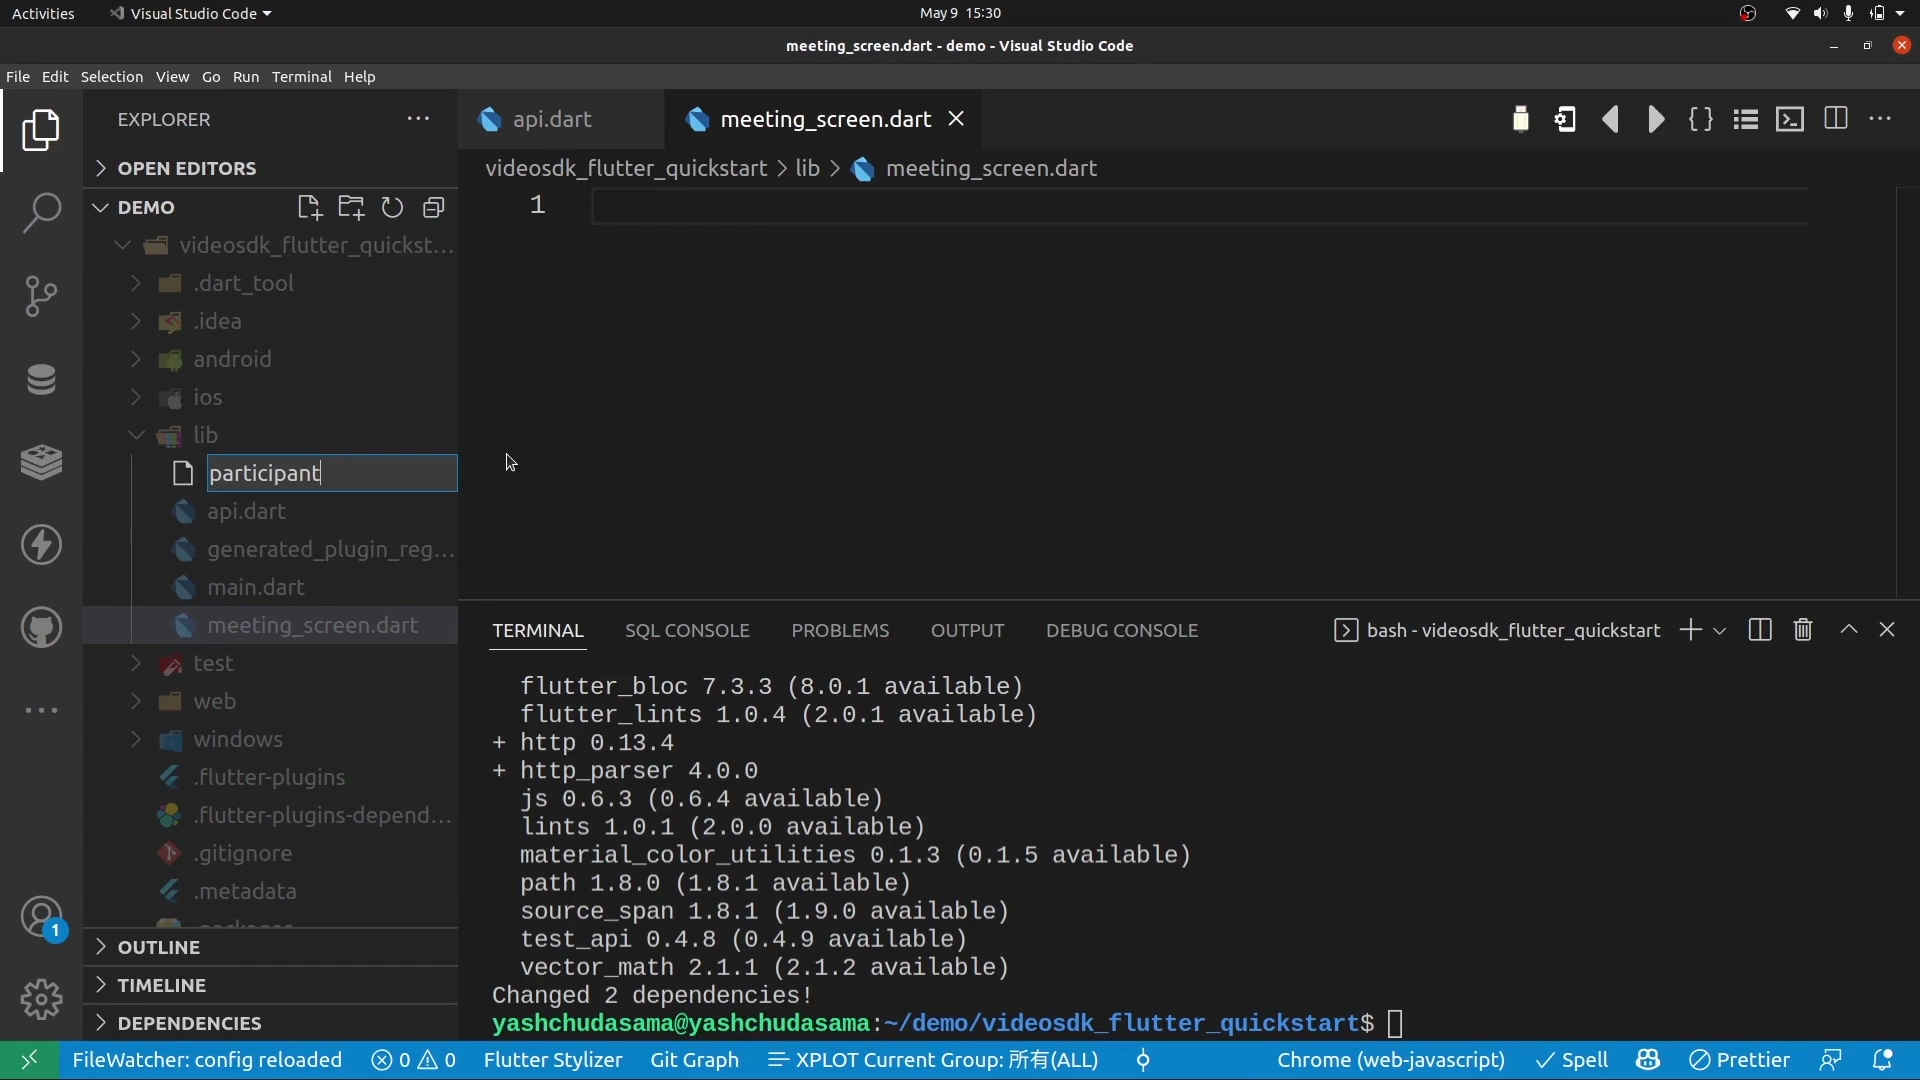 Activities
Visual Studio Code
May 9 15:30
meeting_screen.dart - demo - Visual Studio Code
File Edit Selection View Go Run Terminal Help
EXPLORER
api.dart
meeting_screen.dart
OPEN EDITORS
videosdk_flutter_quickstart > lib > meeting_screen.dart
DEMO
1
videosdk_flutter_quickst...
.dart_tool
.idea
android
ios
lib
participant
api.dart
generated_plugin_reg...
main.dart
meeting_screen.dart
test
web
windows
.flutter-plugins
.flutter-plugins-depend...
.gitignore
.metadata
.packages
OUTLINE
TIMELINE
DEPENDENCIES
1
TERMINAL SQL CONSOLE PROBLEMS OUTPUT DEBUG CONSOLE
bash - videosdk_flutter_quickstart
flutter_bloc 7.3.3 (8.0.1 available)
flutter_lints 1.0.4 (2.0.1 available)
+ http 0.13.4
+ http_parser 4.0.0
js 0.6.3 (0.6.4 available)
lints 1.0.1 (2.0.0 available)
material_color_utilities 0.1.3 (0.1.5 available)
path 1.8.0 (1.8.1 available)
source_span 1.8.1 (1.9.0 available)
test_api 0.4.8 (0.4.9 available)
vector_math 2.1.1 (2.1.2 available)
Changed 2 dependencies!
yashchudasama@yashchudasama:~/demo/videosdk_flutter_quickstart$
FileWatcher: config reloaded 0 0 Flutter Stylizer Git Graph XPLOT Current Group: 所有(ALL) Chrome (web-javascript) Spell Prettier